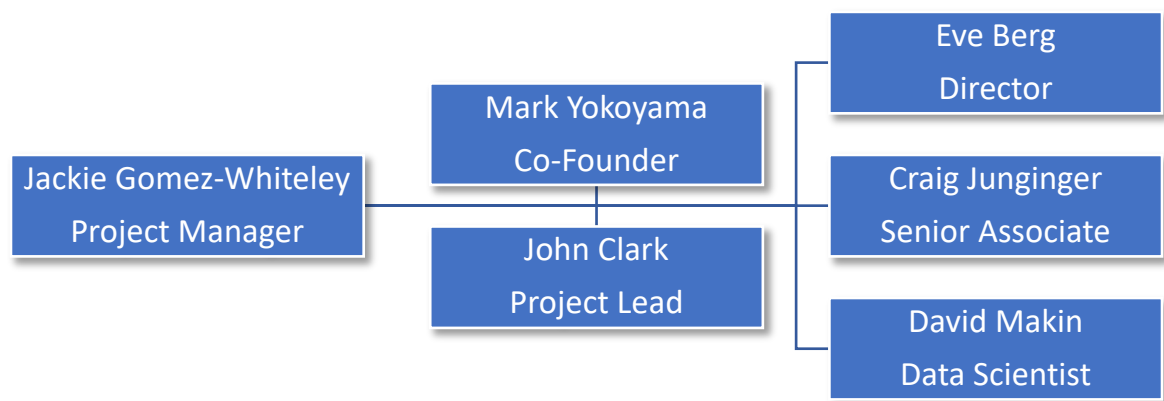 Jackie Gomez-Whiteley
Project Manager
Mark Yokoyama
Co-Founder
John Clark
Project Lead
Eve Berg
Director
Craig Junginger
Senior Associate
David Makin
Data Scientist